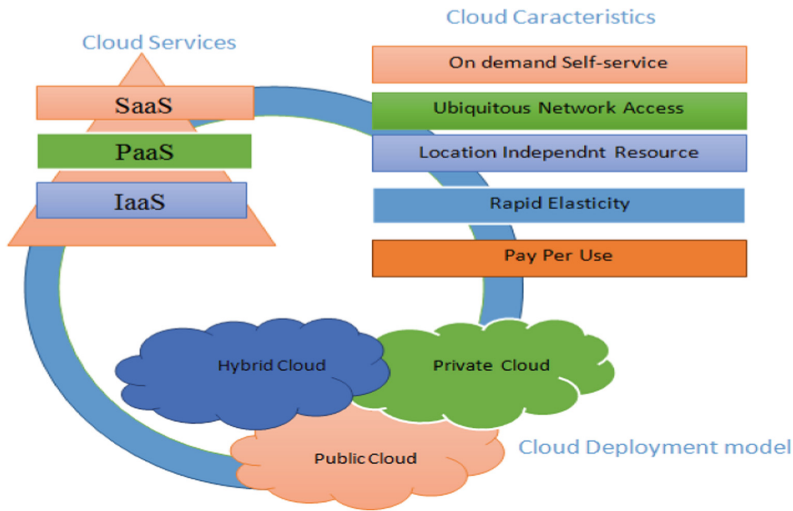 Cloud Services
SaaS
PaaS
IaaS
Cloud Caracteristics
On demand Self-service
Ubiquitous Network Access
Location Independnt Resource
Rapid Elasticity
Pay Per Use
Hybrid Cloud
Private Cloud
Public Cloud
Cloud Deployment model